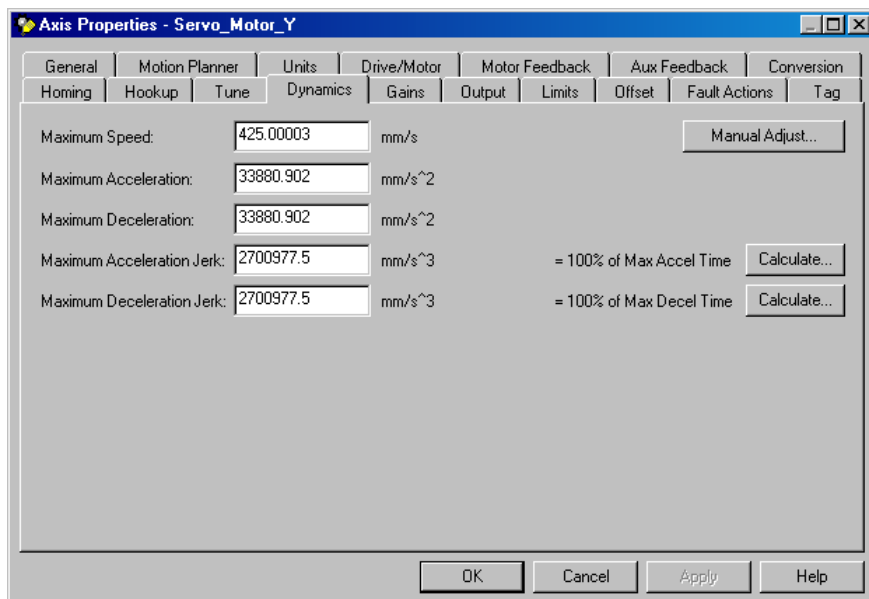 Axis Properties - Servo_Motor_Y
General Motion Planner Units Drive/Motor Motor Feedback Aux Feedback Conversion
Homing Hookup Tune Dynamics Gains Output Limits Offset Fault Actions Tag
Maximum Speed: 425.00003 mm/s Manual Adjust...
Maximum Acceleration: 33880.902 mm/s^2
Maximum Deceleration: 33880.902 mm/s^2
Maximum Acceleration Jerk: 2700977.5 mm/s^3 = 100% of Max Accel Time Calculate...
Maximum Deceleration Jerk: 2700977.5 mm/s^3 = 100% of Max Decel Time Calculate...
OK Cancel Apply Help